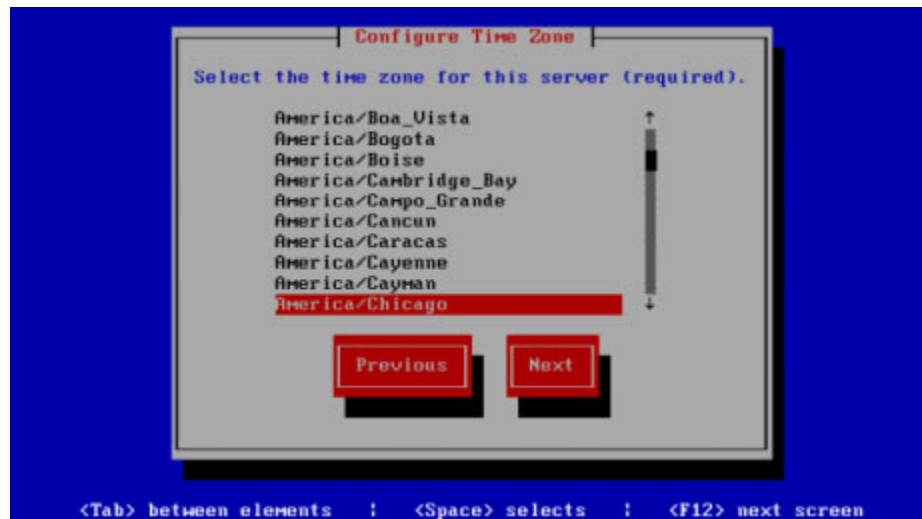 Configure Time Zone
Select the time zone for this server (required).
America/Boa_Vista
America/Bogota
America/Boise
America/Cambridge_Bay
America/Campo_Grande
America/Cancun
America/Caracas
America/Cayenne
America/Cayman
America/Chicago
Previous Next
<Tab> between elements | <Space> selects | <F12> next screen